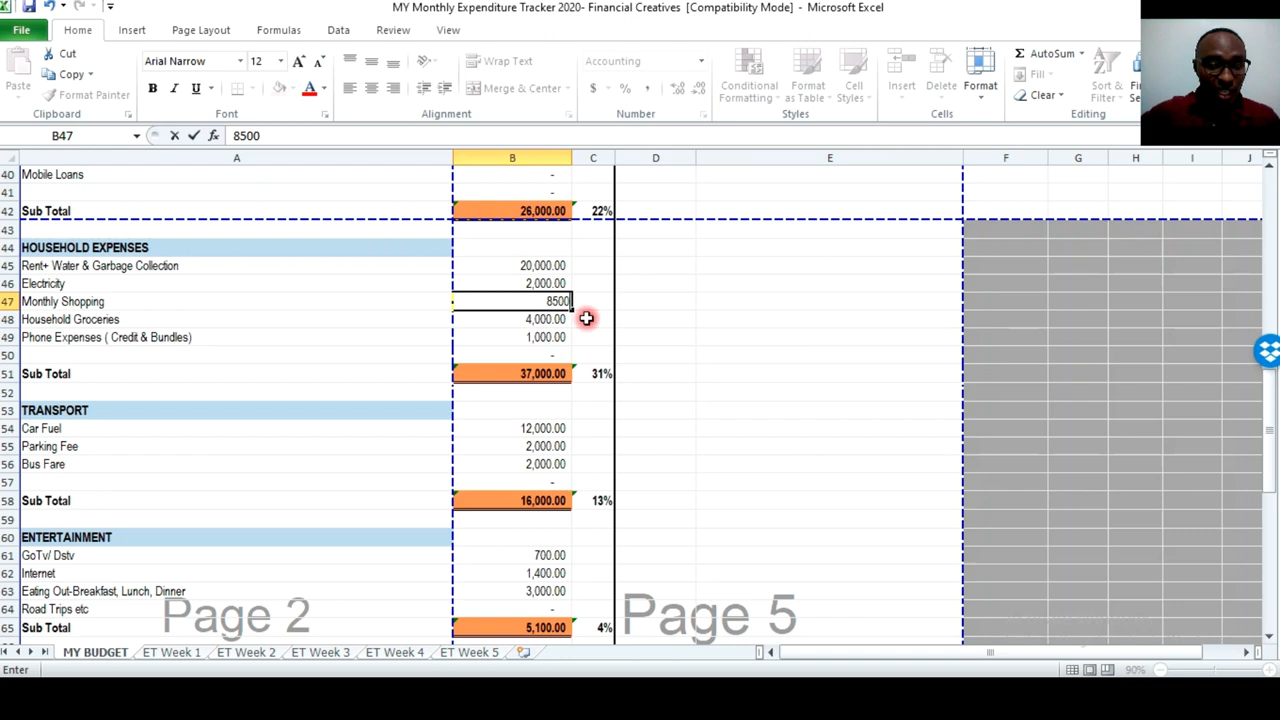 MY Monthly Expenditure Tracker 2020- Financial Creatives [Compatibility Mode] - Microsoft Excel
File Home Insert Page Layout Formulas Data Review View
Cut Arial Narrow 12 A A Wrap Text Accounting AutoSum
Paste Copy Conditional Formatting Format as Table Cell Styles Insert Delete Format Fill Sort &
Format Painter B I U A Merge & Center $ % , Clear
Clipboard Font Alignment Number Styles Cells Editing
B47 fx 8500
A B C D E F G H I J
40 Mobile Loans -
41 -
42 Sub Total 26,000.00 22%
43
44 HOUSEHOLD EXPENSES
45 Rent+ Water & Garbage Collection 20,000.00
46 Electricity 2,000.00
47 Monthly Shopping 8500
48 Household Groceries 4,000.00
49 Phone Expenses ( Credit & Bundles) 1,000.00
50 -
51 Sub Total 37,000.00 31%
52
53 TRANSPORT
54 Car Fuel 12,000.00
55 Parking Fee 2,000.00
56 Bus Fare 2,000.00
57 -
58 Sub Total 16,000.00 13%
59
60 ENTERTAINMENT
61 GoTv/ Dstv 700.00
62 Internet 1,400.00
63 Eating Out-Breakfast, Lunch, Dinner 3,000.00
64 Road Trips etc -
Page 2 Page 5
65 Sub Total 5,100.00 4%
MY BUDGET ET Week 1 ET Week 2 ET Week 3 ET Week 4 ET Week 5
Enter 90%